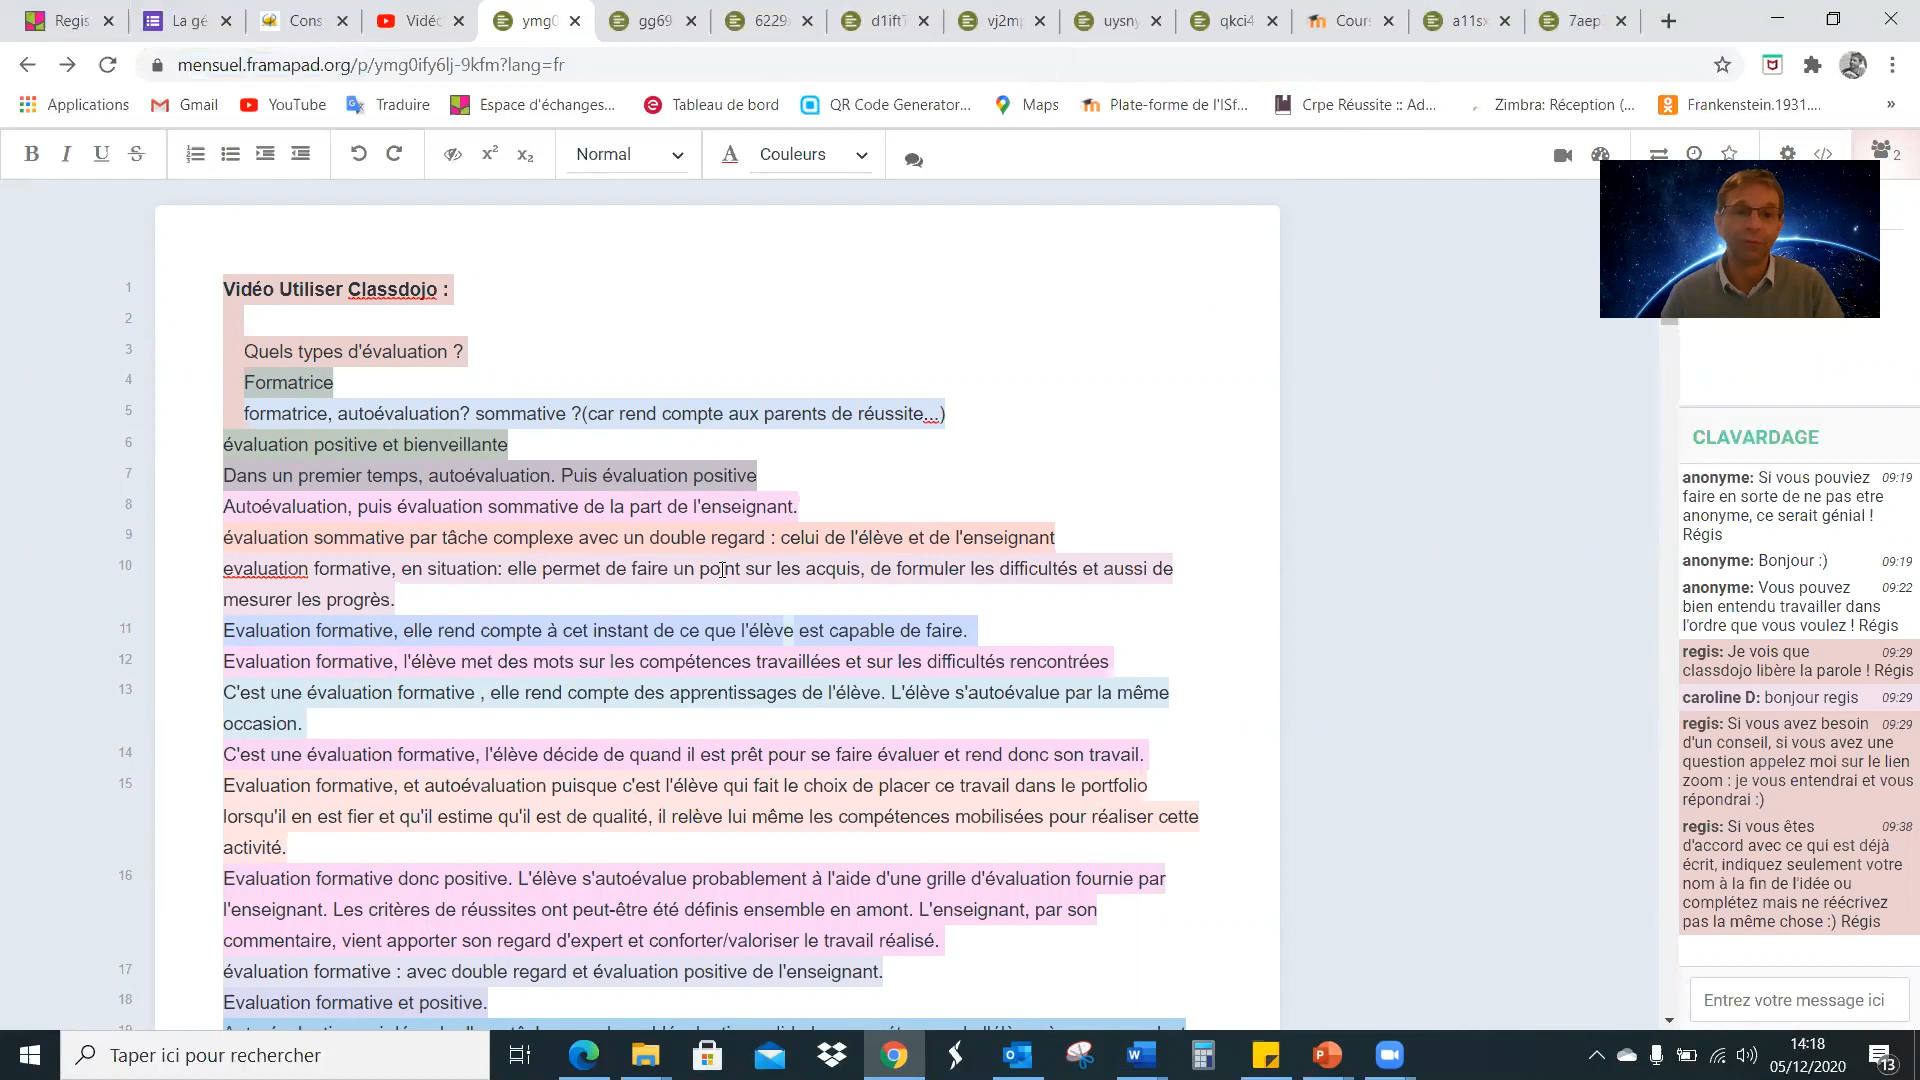 Regis
La gé
Cons
Vidéo
ymg0
gg69
6229
d1ift7
vj2mp
uysny
qkci4
Cour
a11sx
7aep
mensuel.framapad.org/p/ymg0ify6lj-9kfm?lang=fr
Applications
Gmail
YouTube
Traduire
Espace d'échanges...
Tableau de bord
QR Code Generator...
Maps
Plate-forme de l'ISf...
Crpe Réussite :: Ad...
Zimbra: Réception (...
Frankenstein.1931....
»
B I U S
Normal
Couleurs
2
1 Vidéo Utiliser Classdojo :
2
3 Quels types d'évaluation ?
4 Formatrice
5 formatrice, autoévaluation? sommative ?(car rend compte aux parents de réussite...)
6 évaluation positive et bienveillante
7 Dans un premier temps, autoévaluation. Puis évaluation positive
8 Autoévaluation, puis évaluation sommative de la part de l'enseignant.
9 évaluation sommative par tâche complexe avec un double regard : celui de l'élève et de l'enseignant
10 evaluation formative, en situation: elle permet de faire un point sur les acquis, de formuler les difficultés et aussi de
mesurer les progrès.
11 Evaluation formative, elle rend compte à cet instant de ce que l'élève est capable de faire.
12 Evaluation formative, l'élève met des mots sur les compétences travaillées et sur les difficultés rencontrées
13 C'est une évaluation formative , elle rend compte des apprentissages de l'élève. L'élève s'autoévalue par la même
occasion.
14 C'est une évaluation formative, l'élève décide de quand il est prêt pour se faire évaluer et rend donc son travail.
15 Evaluation formative, et autoévaluation puisque c'est l'élève qui fait le choix de placer ce travail dans le portfolio
lorsqu'il en est fier et qu'il estime qu'il est de qualité, il relève lui même les compétences mobilisées pour réaliser cette
activité.
16 Evaluation formative donc positive. L'élève s'autoévalue probablement à l'aide d'une grille d'évaluation fournie par
l'enseignant. Les critères de réussites ont peut-être été définis ensemble en amont. L'enseignant, par son
commentaire, vient apporter son regard d'expert et conforter/valoriser le travail réalisé.
17 évaluation formative : avec double regard et évaluation positive de l'enseignant.
18 Evaluation formative et positive.
CLAVARDAGE
anonyme: Si vous pouviez 09:19
faire en sorte de ne pas etre
anonyme, ce serait génial !
Régis
anonyme: Bonjour :) 09:19
anonyme: Vous pouvez 09:22
bien entendu travailler dans
l'ordre que vous voulez ! Régis
regis: Je vois que 09:29
classdojo libère la parole ! Régis
caroline D: bonjour regis 09:29
regis: Si vous avez besoin 09:29
d'un conseil, si vous avez une
question appelez moi sur le lien
zoom : je vous entendrai et vous
répondrai :)
regis: Si vous êtes 09:38
d'accord avec ce qui est déjà
écrit, indiquez seulement votre
nom à la fin de l'idée ou
complétez mais ne réécrivez
pas la même chose :) Régis
Entrez votre message ici
Taper ici pour rechercher
14:18
05/12/2020
13